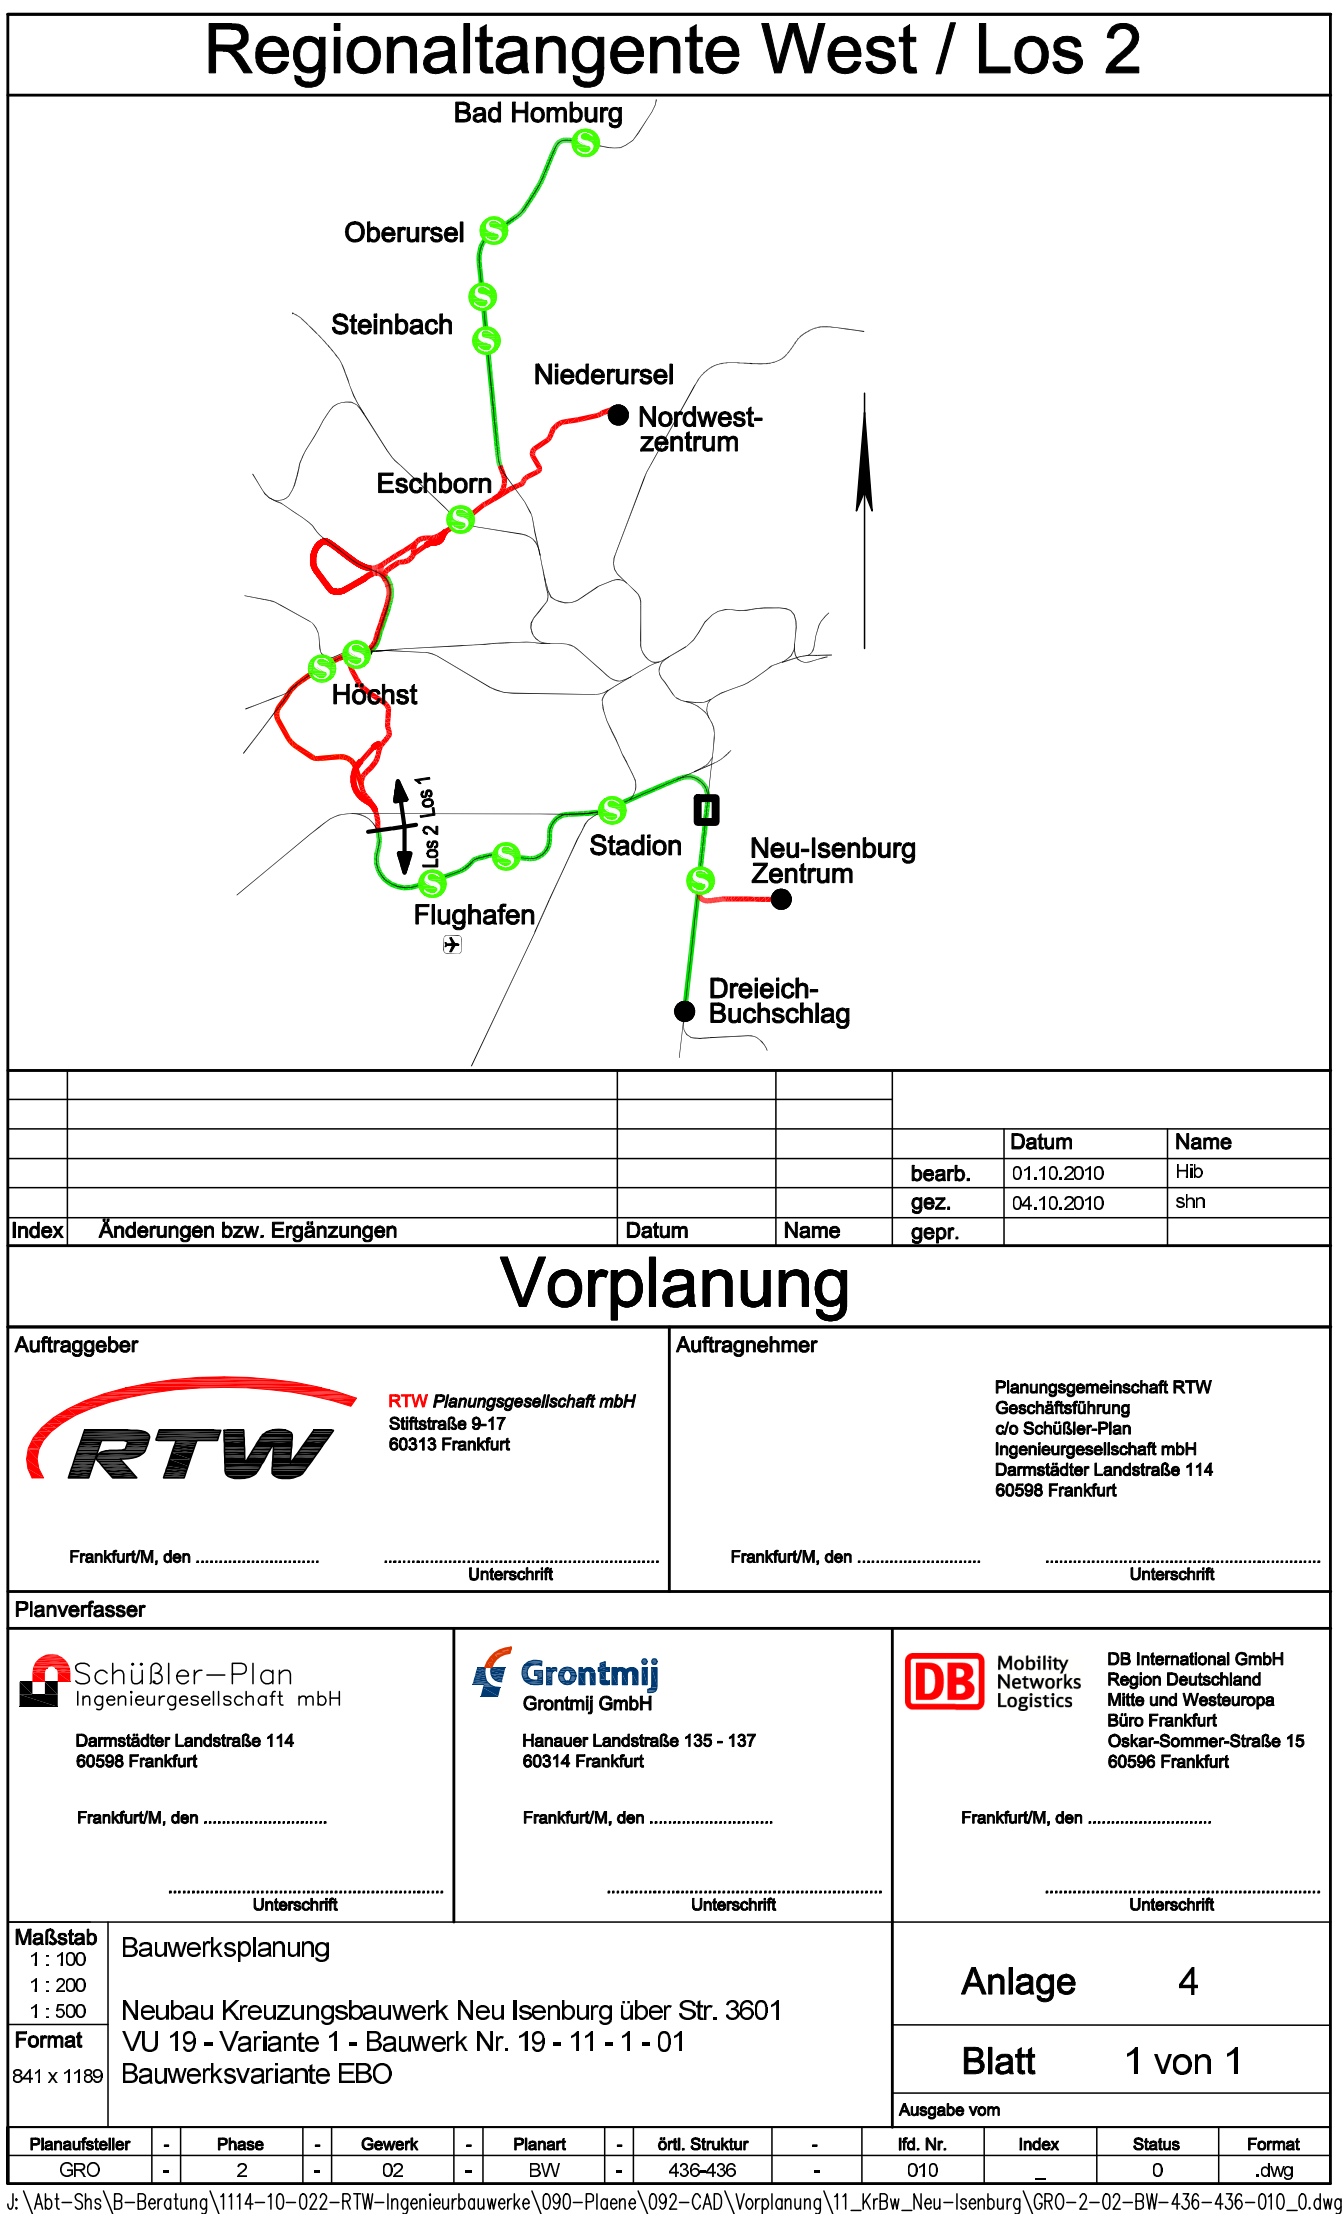 Regionaltangente West / Los 2
Bad Homburg
S
Oberursel
S
S
Steinbach
S
Niederursel
Nordwest-
zentrum
Eschborn
S
S
S
Höchst
Los 1
Los 2
S
Stadion
S
S
Flughafen
Neu-Isenburg
Zentrum
S
Dreieich-
Buchschlag
Datum Name
bearb. 01.10.2010 Hib
gez. 04.10.2010 shn
Index Änderungen bzw. Ergänzungen Datum Name gepr.
Vorplanung
Auftraggeber
RTW
RTW Planungsgesellschaft mbH
Stiftstraße 9-17
60313 Frankfurt
Frankfurt/M, den ...........................
Unterschrift
Auftragnehmer
Planungsgemeinschaft RTW
Geschäftsführung
c/o Schüßler-Plan
Ingenieurgesellschaft mbH
Darmstädter Landstraße 114
60598 Frankfurt
Frankfurt/M, den ...........................
Unterschrift
Planverfasser
Schüßler-Plan
Ingenieurgesellschaft mbH
Darmstädter Landstraße 114
60598 Frankfurt
Frankfurt/M, den ...........................
Unterschrift
Grontmij
Grontmij GmbH
Hanauer Landstraße 135 - 137
60314 Frankfurt
Frankfurt/M, den ...........................
Unterschrift
DB
Mobility
Networks
Logistics
DB International GmbH
Region Deutschland
Mitte und Westeuropa
Büro Frankfurt
Oskar-Sommer-Straße 15
60596 Frankfurt
Frankfurt/M, den ...........................
Unterschrift
Maßstab
1 : 100
1 : 200
1 : 500
Format
841 x 1189
Bauwerksplanung
Neubau Kreuzungsbauwerk Neu Isenburg über Str. 3601
VU 19 - Variante 1 - Bauwerk Nr. 19 - 11 - 1 - 01
Bauwerksvariante EBO
Anlage 4
Blatt 1 von 1
Ausgabe vom
Planaufsteller - Phase - Gewerk - Planart - örtl. Struktur - lfd. Nr. Index Status Format
GRO - 2 - 02 - BW - 436-436 - 010 _ 0 .dwg
J: \Abt-Shs\B-Beratung\1114-10-022-RTW-Ingenieurbauwerke\090-Plaene\092-CAD\Vorplanung\11_KrBw_Neu-Isenburg\GRO-2-02-BW-436-436-010_0.dwg